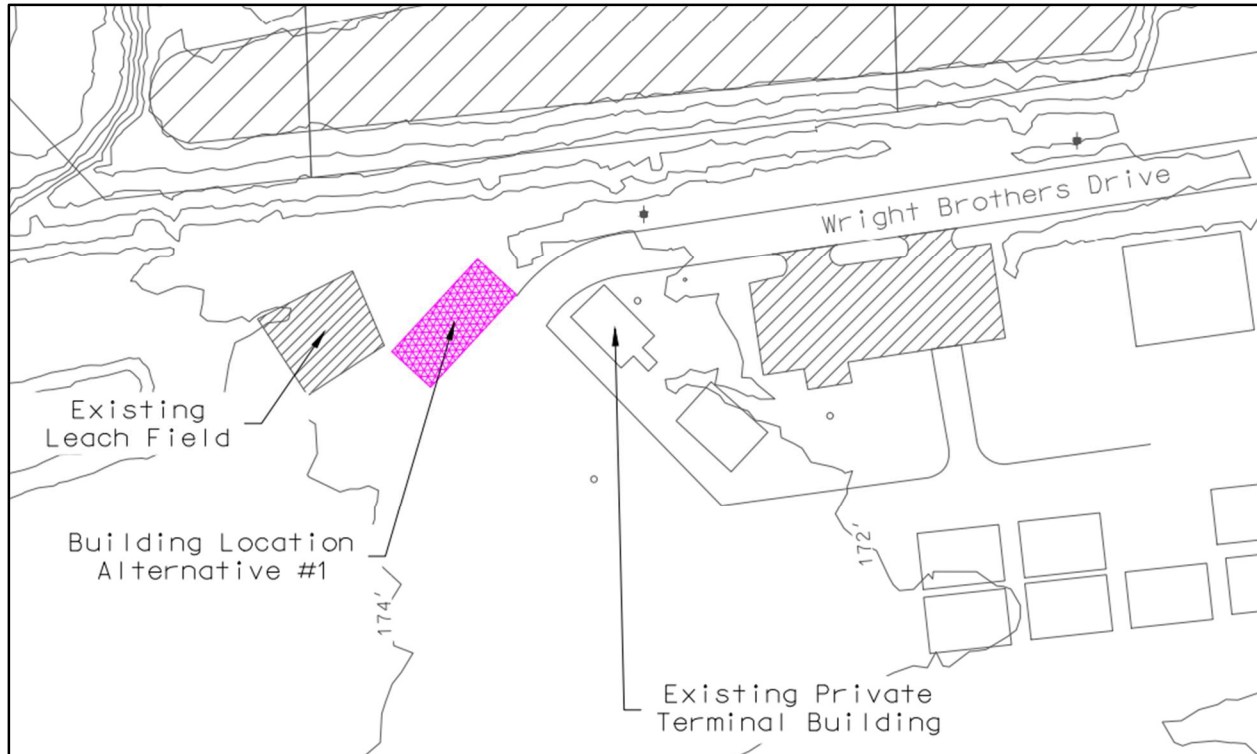 Wright Brothers Drive
Existing
Leach Field
Building Location
Alternative #1
172'
174'
Existing Private
Terminal Building